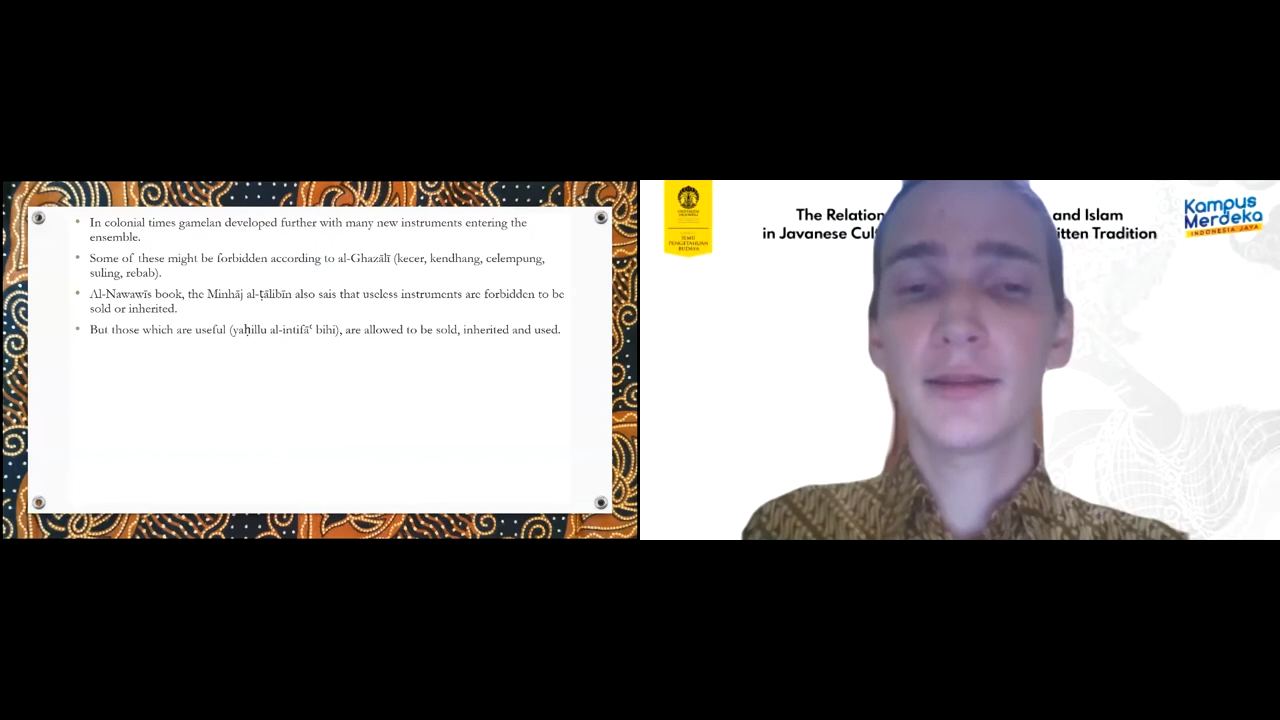 In colonial times gamelan developed further with many new instruments entering the
ensemble.
Some of these might be forbidden according to al-Ghazālī (kecer, kendhang, celempung,
suling, rebab).
Al-Nawawīs book, the Minhāj al-ṭālibīn also sais that useless instruments are forbidden to be
sold or inherited.
But those which are useful (yaḥillu al-intifāʿ bihi), are allowed to be sold, inherited and used.
The Relation and Islam
in Javanese Cul itten Tradition
ILMU
PENGETAHUAN
BUDAYA
Kampus
Merdeka
INDONESIA JAYA